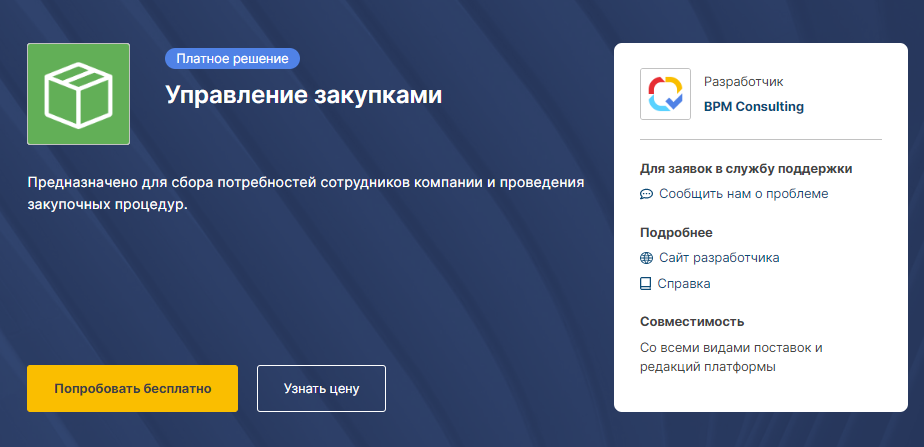 Платное решение
Управление закупками
Предназначено для сбора потребностей сотрудников компании и проведения
закупочных процедур.
Попробовать бесплатно
Узнать цену
Разработчик
BPM Consulting
Для заявок в службу поддержки
Сообщить нам о проблеме
Подробнее
Сайт разработчика
Справка
Совместимость
Со всеми видами поставок и
редакций платформы